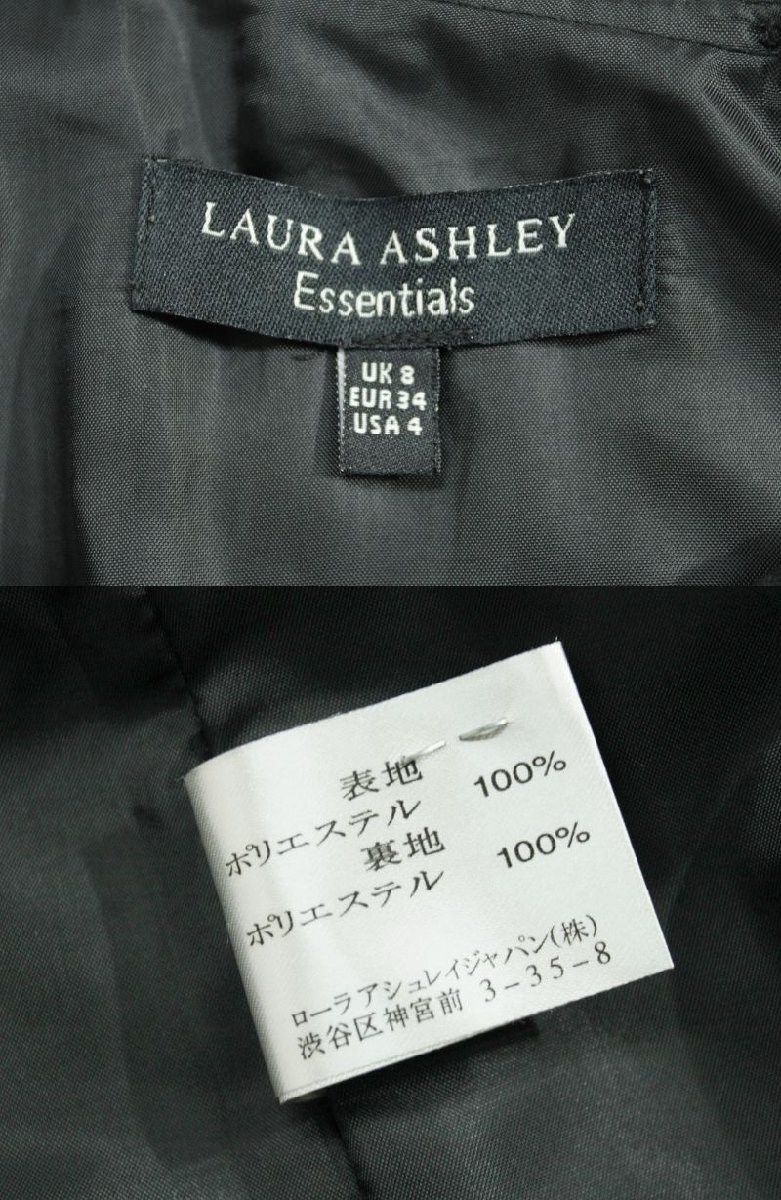 LAURA ASHLEY
Essentials
UK 8
EUR 34
USA 4
表地
ポリエステル 100%
裏地
ポリエステル 100%
ローラアシュレイジャパン(株)
渋谷区神宮前 3-35-8